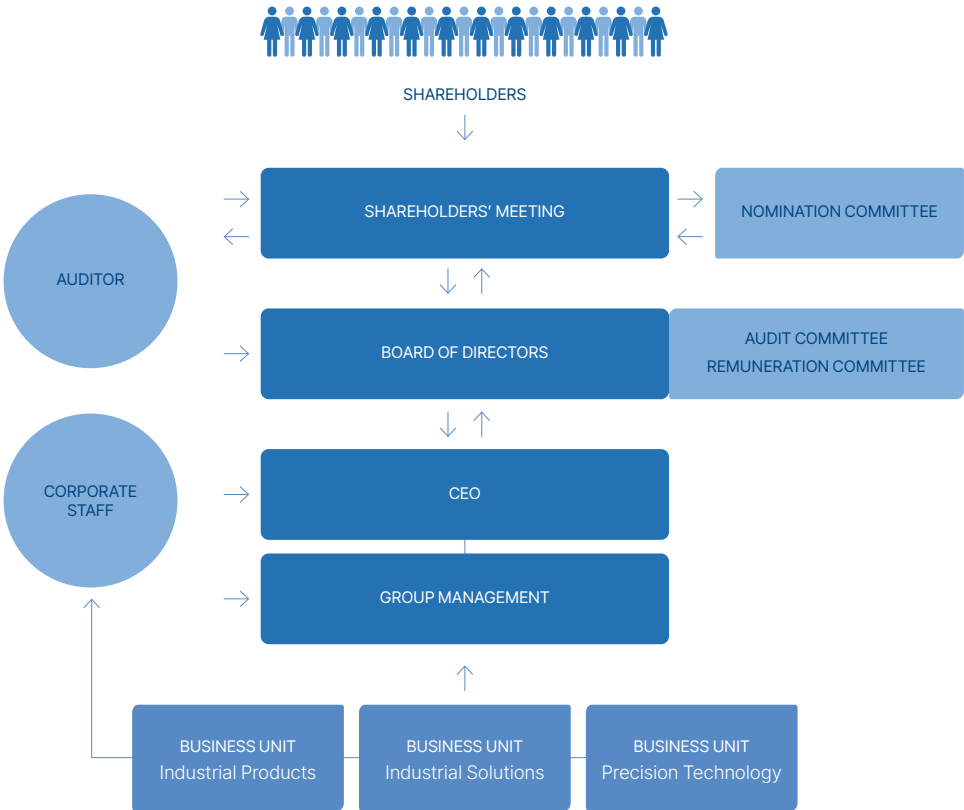 SHAREHOLDERS
SHAREHOLDERS’ MEETING
NOMINATION COMMITTEE
AUDITOR
BOARD OF DIRECTORS
AUDIT COMMITTEE
REMUNERATION COMMITTEE
CORPORATE
STAFF
CEO
GROUP MANAGEMENT
BUSINESS UNIT
Industrial Products
BUSINESS UNIT
Industrial Solutions
BUSINESS UNIT
Precision Technology